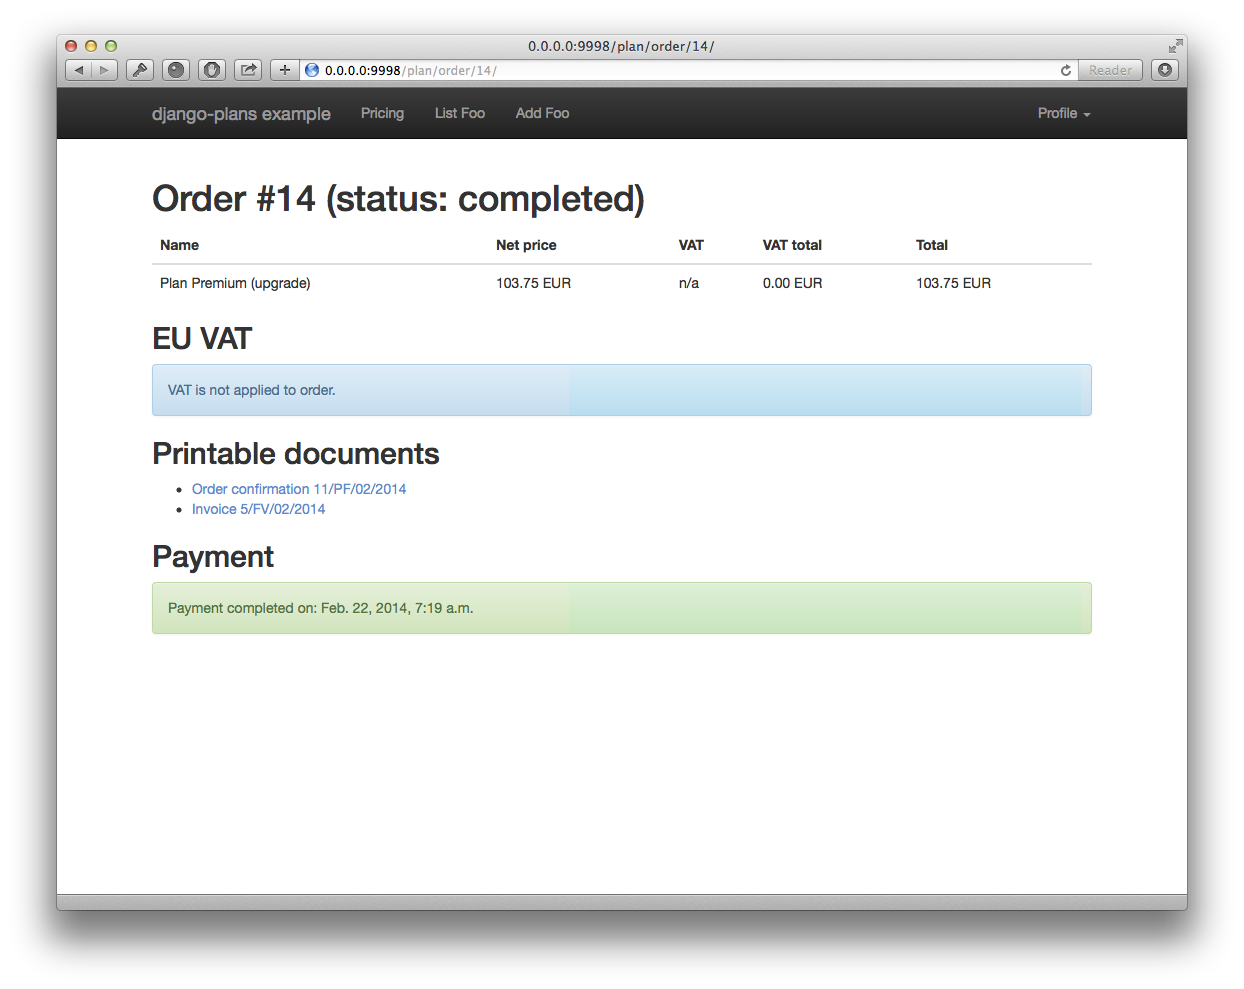 0.0.0.0:9998/plan/order/14/
0.0.0.0:9998/plan/order/14/
Reader
django-plans example Pricing List Foo Add Foo Profile
Order #14 (status: completed)
Name Net price VAT VAT total Total
Plan Premium (upgrade) 103.75 EUR n/a 0.00 EUR 103.75 EUR
EU VAT
VAT is not applied to order.
Printable documents
Order confirmation 11/PF/02/2014
Invoice 5/FV/02/2014
Payment
Payment completed on: Feb. 22, 2014, 7:19 a.m.